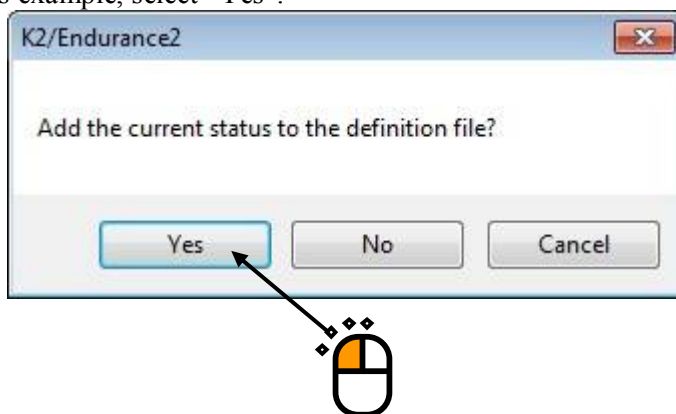 s example, select "Yes".
K2/Endurance2
Add the current status to the definition file?
Yes
No
Cancel